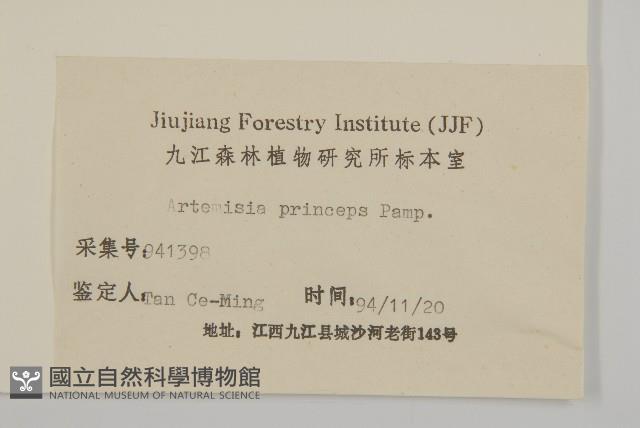 Jiujiang Forestry Institute (JJF)
九江森林植物研究所标本室
Artemisia princeps Pamp.
采集号:941398
鉴定人:Tan Ce-Ming 时间:94/11/20
地址:江西九江县城沙河老街143号
國立自然科學博物館
NATIONAL MUSEUM OF NATURAL SCIENCE